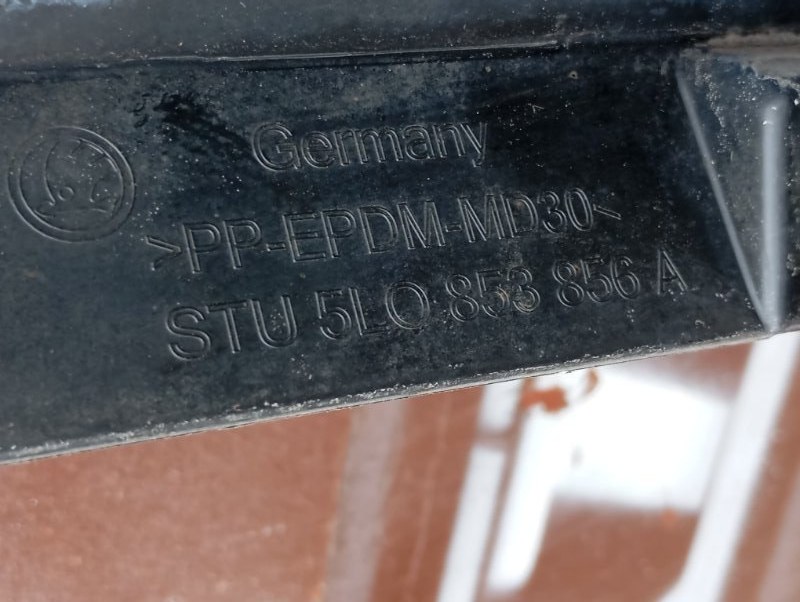 Germany
>PP-EPDM-MD30<
STU 5L0 853 856 A